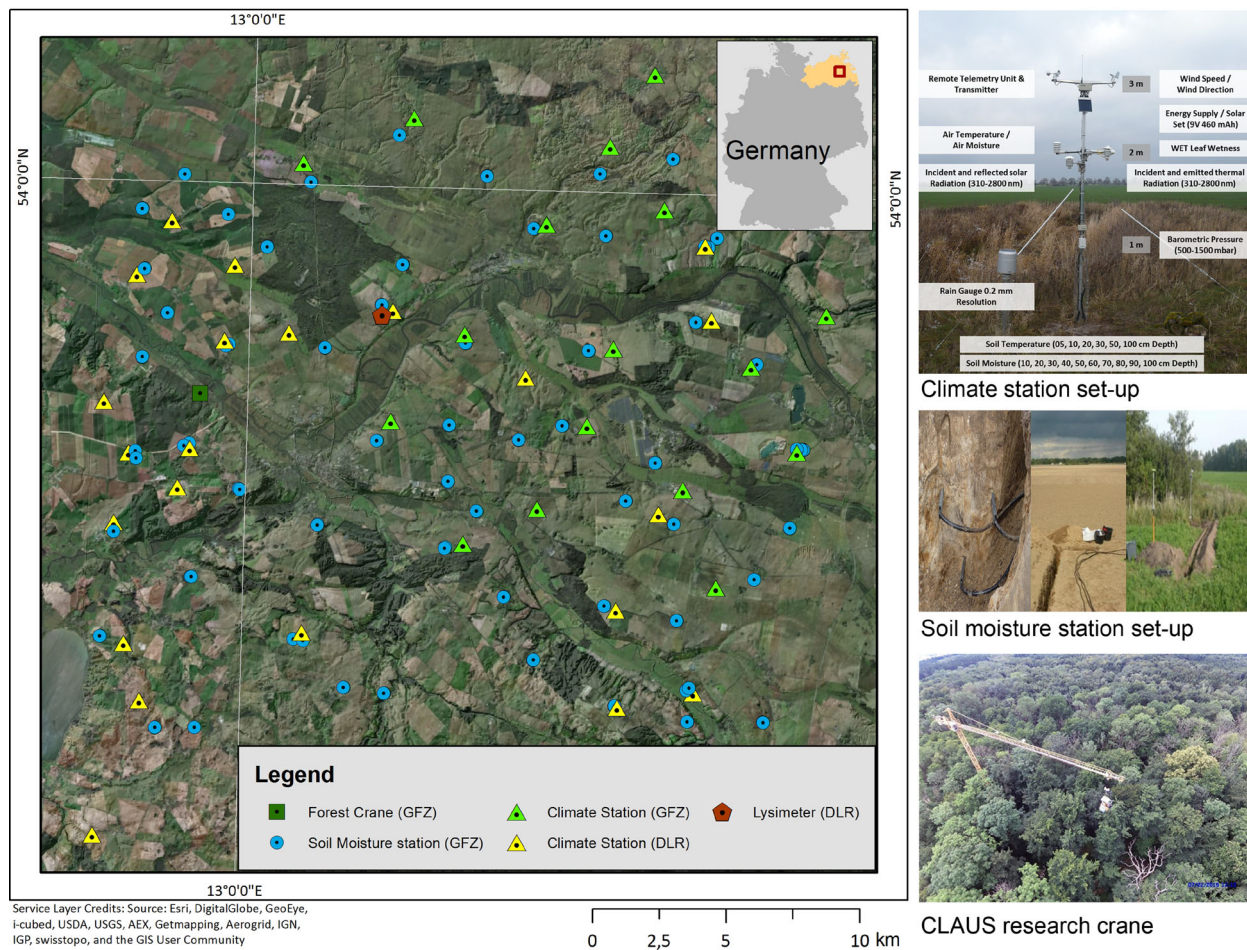 13°0'0"E
54°0'0"N
Germany
54°0'0"N
Legend
Forest Crane (GFZ)
Climate Station (GFZ)
Lysimeter (DLR)
Soil Moisture station (GFZ)
Climate Station (DLR)
13°0'0"E
Service Layer Credits: Source: Esri, DigitalGlobe, GeoEye,
i-cubed, USDA, USGS, AEX, Getmapping, Aerogrid, IGN,
IGP, swisstopo, and the GIS User Community
0 2,5 5 10 km
Remote Telemetry Unit &
Transmitter
3 m
Wind Speed /
Wind Direction
Energy Supply / Solar
Set (9V 460 mAh)
Air Temperature /
Air Moisture
2 m
WET Leaf Wetness
Incident and reflected solar
Radiation (310-2800 nm)
Incident and emitted thermal
Radiation (310-2800nm)
1 m
Barometric Pressure
(500-1500 mbar)
Rain Gauge 0.2 mm
Resolution
Soil Temperature (05, 10, 20, 30, 50, 100 cm Depth)
Soil Moisture (10, 20, 30, 40, 50, 60, 70, 80, 90, 100 cm Depth)
Climate station set-up
Soil moisture station set-up
CLAUS research crane